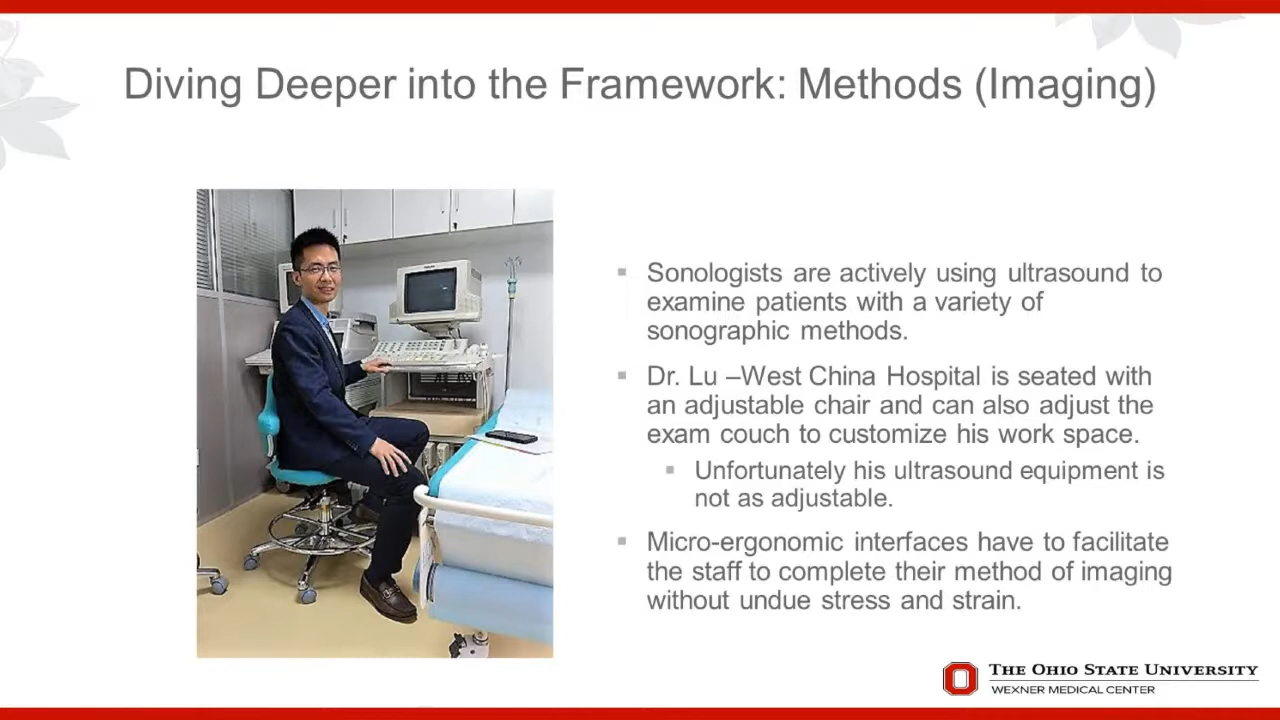 Diving Deeper into the Framework: Methods (Imaging)
▪ Sonologists are actively using ultrasound to
examine patients with a variety of
sonographic methods.
▪ Dr. Lu –West China Hospital is seated with
an adjustable chair and can also adjust the
exam couch to customize his work space.
▪ Unfortunately his ultrasound equipment is
not as adjustable.
▪ Micro-ergonomic interfaces have to facilitate
the staff to complete their method of imaging
without undue stress and strain.
THE OHIO STATE UNIVERSITY
WEXNER MEDICAL CENTER